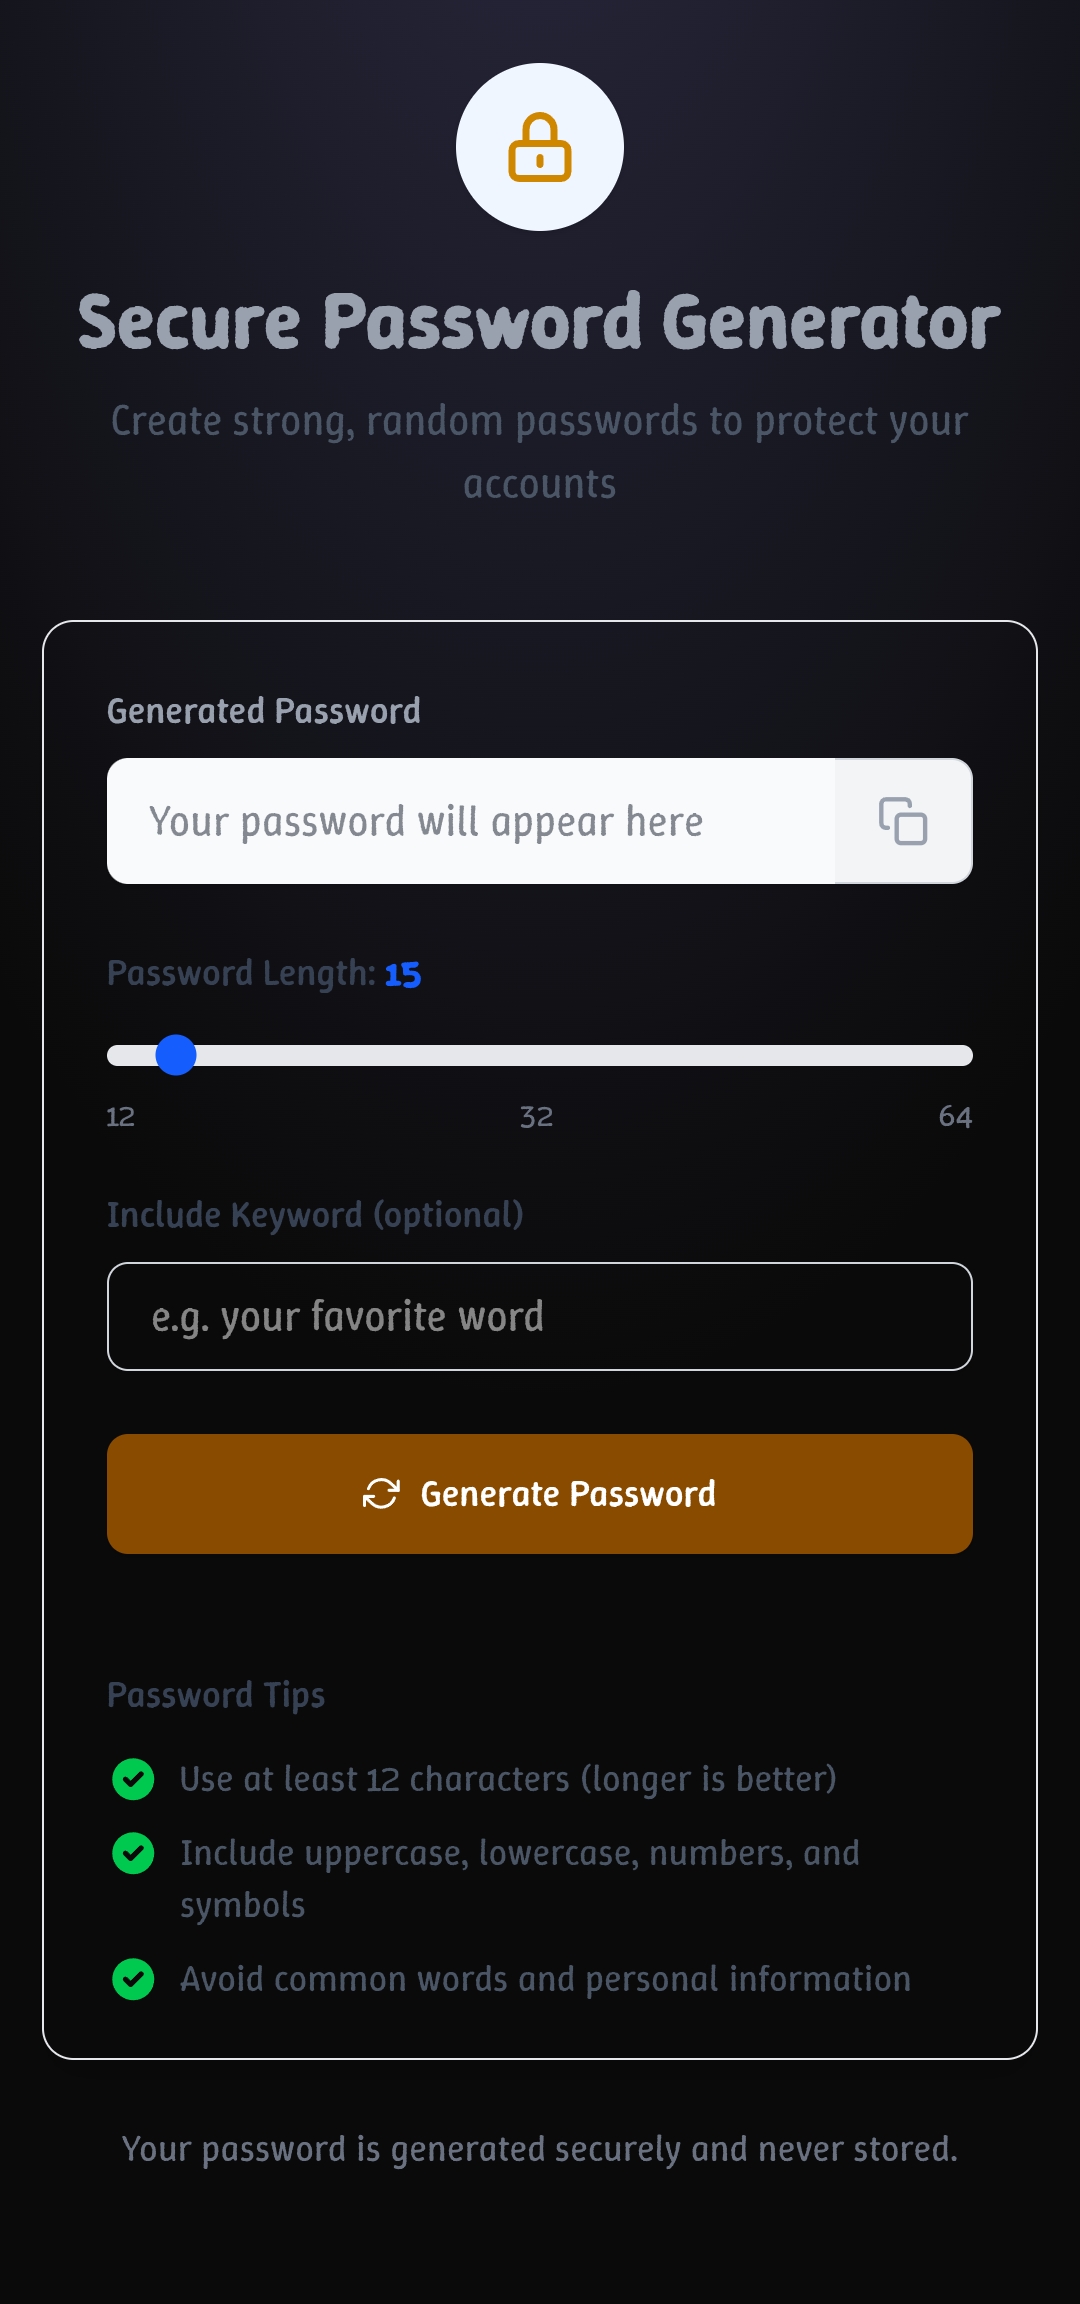 Secure Password Generator
Create strong, random passwords to protect your
accounts
Generated Password
Your password will appear here
Password Length: 15
12 32 64
Include Keyword (optional)
e.g. your favorite word
Generate Password
Password Tips
Use at least 12 characters (longer is better)
Include uppercase, lowercase, numbers, and
symbols
Avoid common words and personal information
Your password is generated securely and never stored.